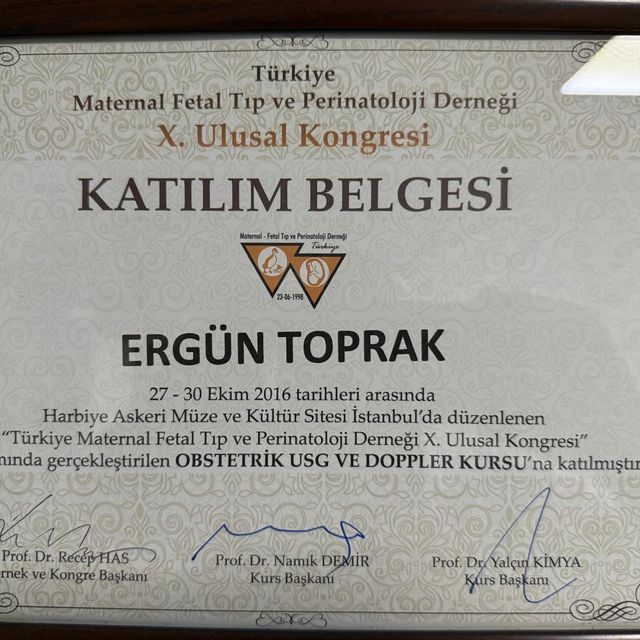 Türkiye
Maternal Fetal Tıp ve Perinatoloji Derneği
X. Ulusal Kongresi
KATILIM BELGESİ
Maternal - Fetal Tıp ve Perinatoloji Derneği
Türkiye
23-06-1998
ERGÜN TOPRAK
27 - 30 Ekim 2016 tarihleri arasında
Harbiye Askeri Müze ve Kültür Sitesi İstanbul'da düzenlenen
"Türkiye Maternal Fetal Tıp ve Perinatoloji Derneği X. Ulusal Kongresi"
gerçekleştirilen OBSTETRİK USG VE DOPPLER KURSU'na katılmıştır
Prof. Dr. Recep HAS
ve Kongre Başkanı
Prof. Dr. Namık DEMİR
Kurs Başkanı
Prof. Dr. Yalçın KİMYA
Kurs Başkanı